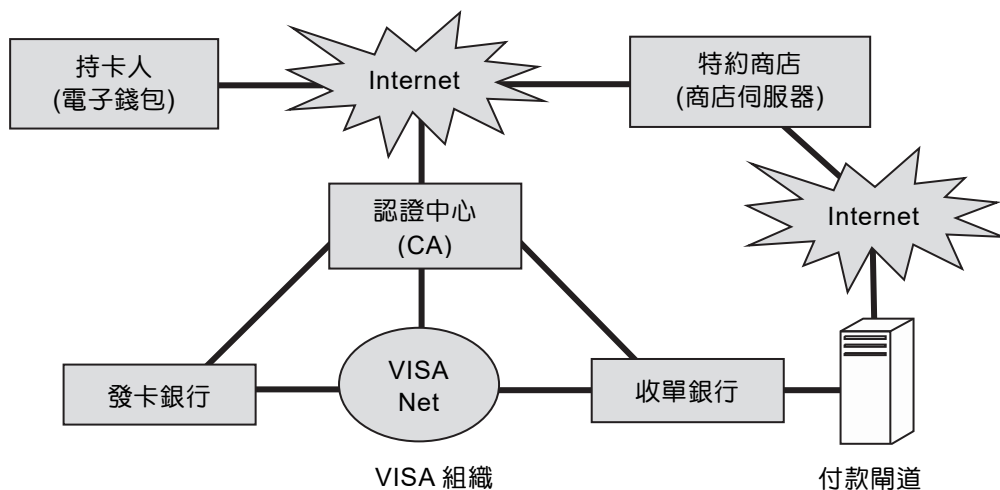 持卡人
(電子錢包)
Internet
特約商店
(商店伺服器)
認證中心
(CA)
Internet
發卡銀行
VISA
Net
收單銀行
VISA 組織
付款閘道